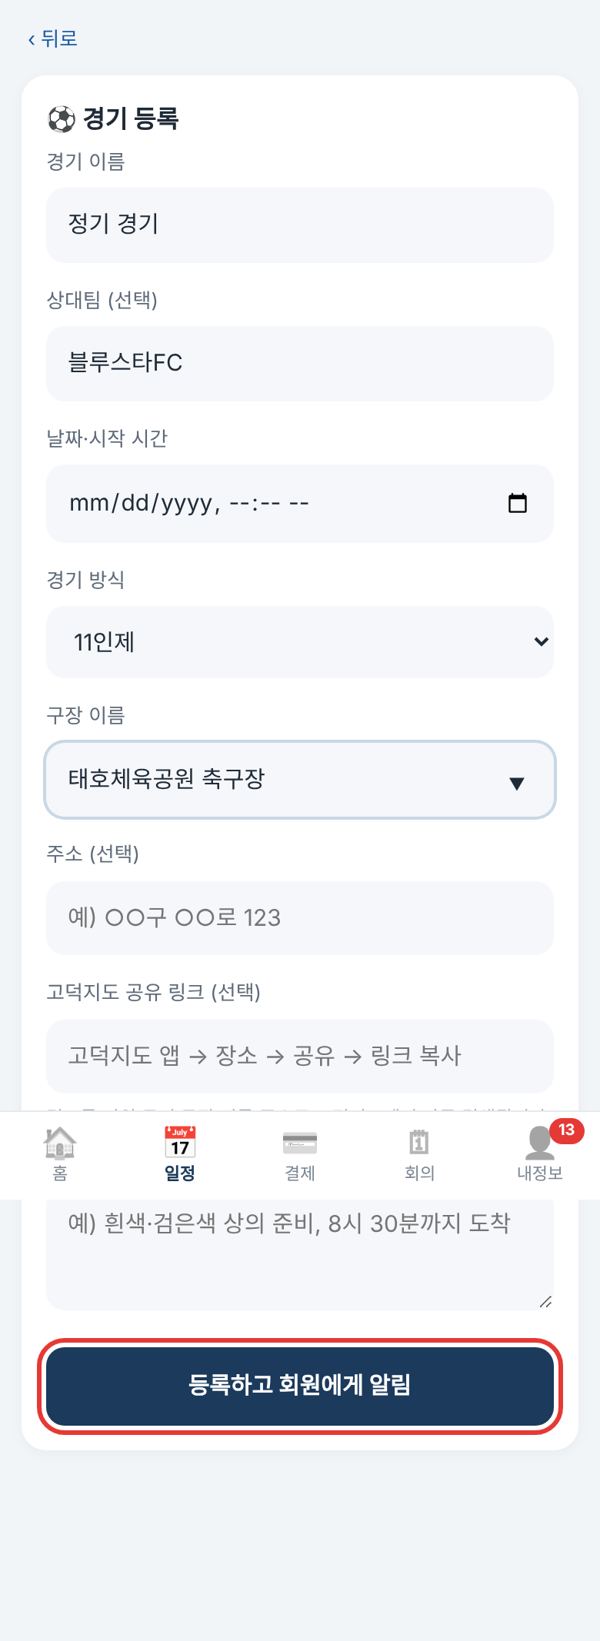 ‹ 뒤로
⚽ 경기 등록
경기 이름
정기 경기
상대팀 (선택)
블루스타FC
날짜·시작 시간
mm/dd/yyyy, --:-- --
경기 방식
11인제
구장 이름
태호체육공원 축구장
▼
주소 (선택)
예) ○○구 ○○로 123
고덕지도 공유 링크 (선택)
고덕지도 앱 → 장소 → 공유 → 링크 복사
July
17
13
홈
일정
결제
회의
내정보
예) 흰색·검은색 상의 준비, 8시 30분까지 도착
등록하고 회원에게 알림